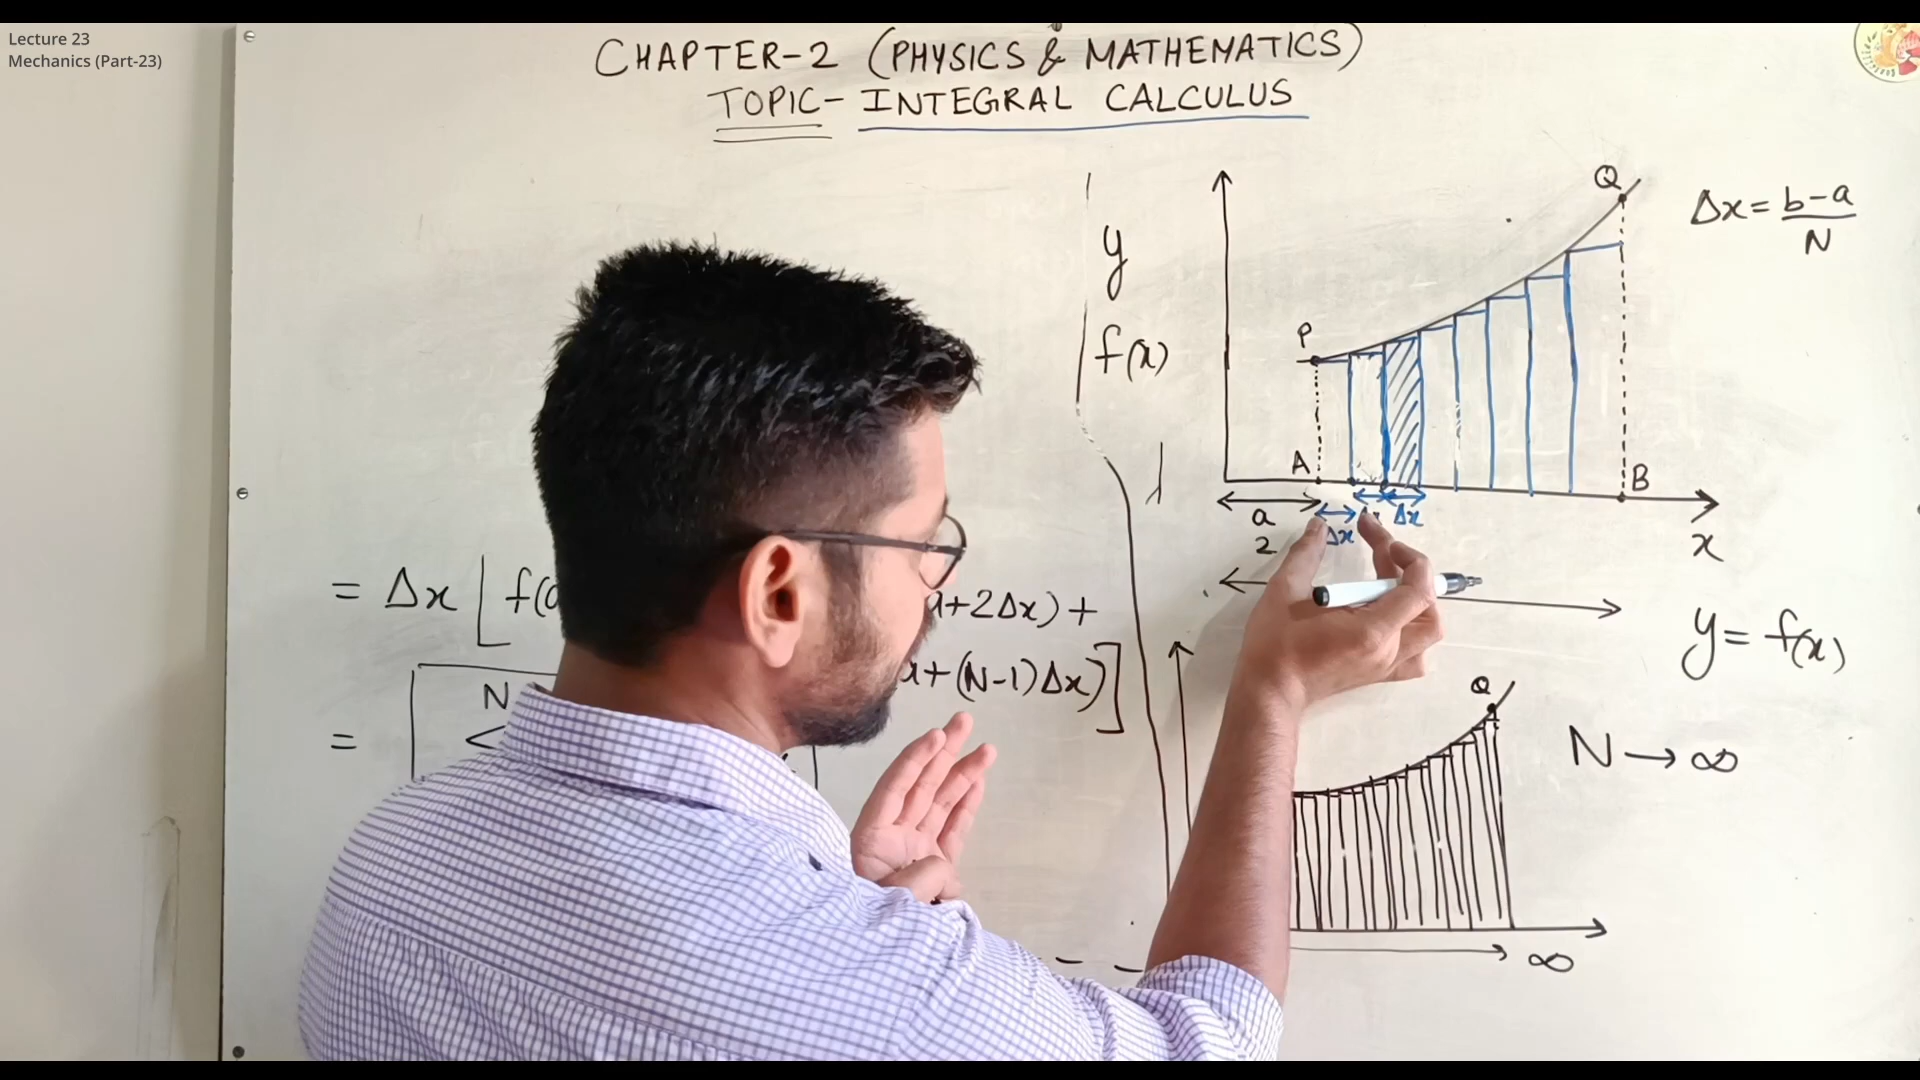 Lecture 23
Mechanics (Part-23)
CHAPTER-2 (PHYSICS & MATHEMATICS)
TOPIC- INTEGRAL CALCULUS
Q
Δx = b-a
N
y
P
f(x)
A
B
a
Δx
Δx
2
x
= Δx [ f(a
a+2Δx) +
y = f(x)
a+(N-1)Δx)]
Q
N
=
N → ∞
∞